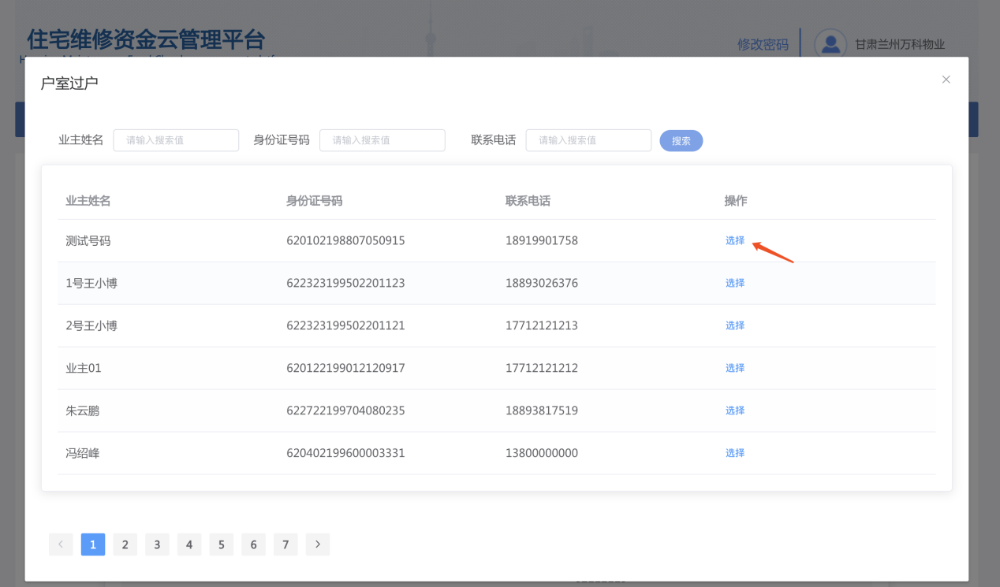 住宅维修资金云管理平台
修改密码
甘肃兰州万科物业
户室过户
业主姓名 请输入搜索值 身份证号码 请输入搜索值 联系电话 请输入搜索值 搜索
业主姓名 身份证号码 联系电话 操作
测试号码 620102198807050915 18919901758 选择
1号王小博 622323199502201123 18893026376 选择
2号王小博 622323199502201121 17712121213 选择
业主01 620122199012120917 17712121212 选择
朱云鹏 622722199704080235 18893817519 选择
冯绍峰 620402199600003331 13800000000 选择
1 2 3 4 5 6 7